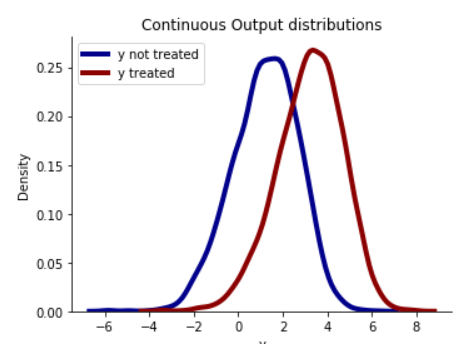 Continuous Output distributions
y not treated
y treated
Density
0.25
0.20
0.15
0.10
0.05
0.00
−6 −4 −2 0 2 4 6 8